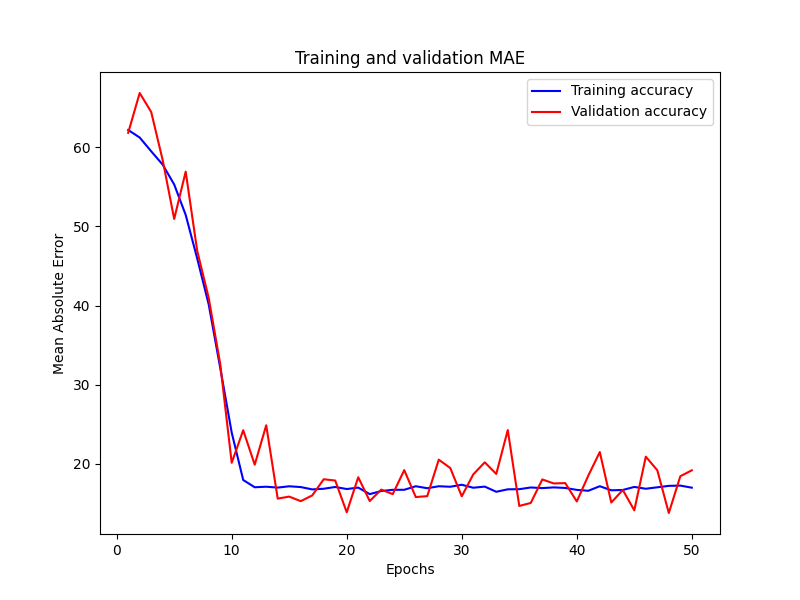 Training and validation MAE
Training accuracy
Validation accuracy
Mean Absolute Error
60
50
40
30
20
0
10
20
30
40
50
Epochs